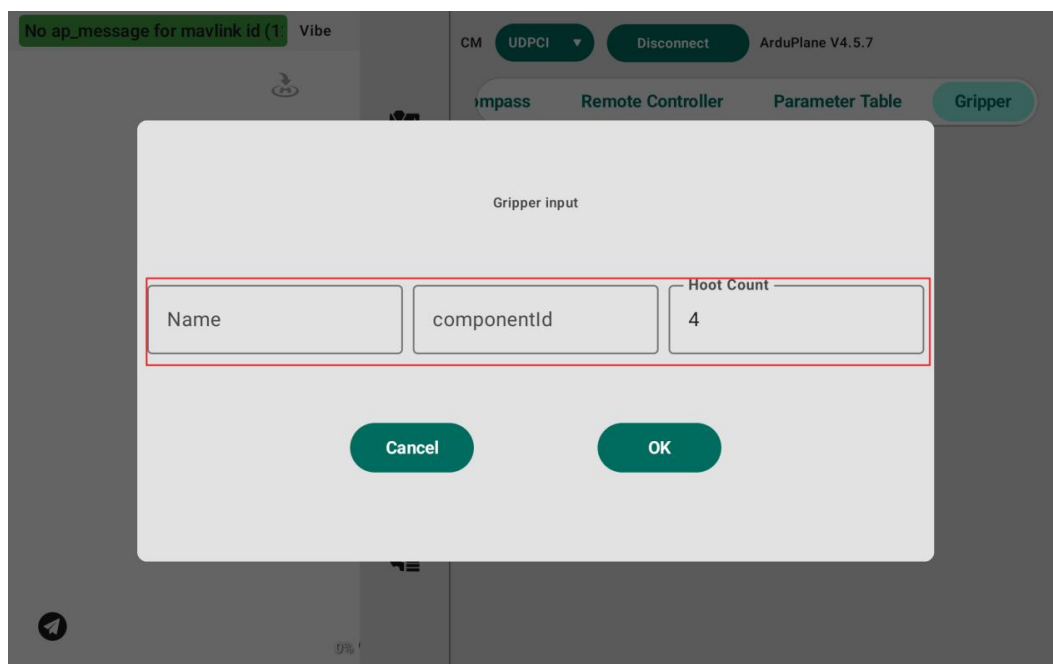 No ap_message for mavlink id (1: Vibe
CM UDPCI ▼ Disconnect ArduPlane V4.5.7
ompass Remote Controller Parameter Table Gripper
Gripper input
Hoot Count
Name componentId 4
Cancel OK
0%